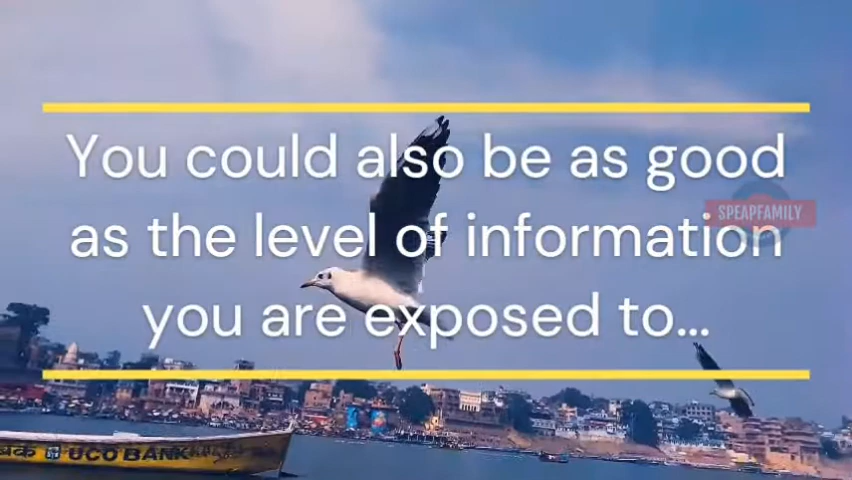 You could also be as good
as the level of information
you are exposed to...
SPEAPFAMILY
UCO BANK